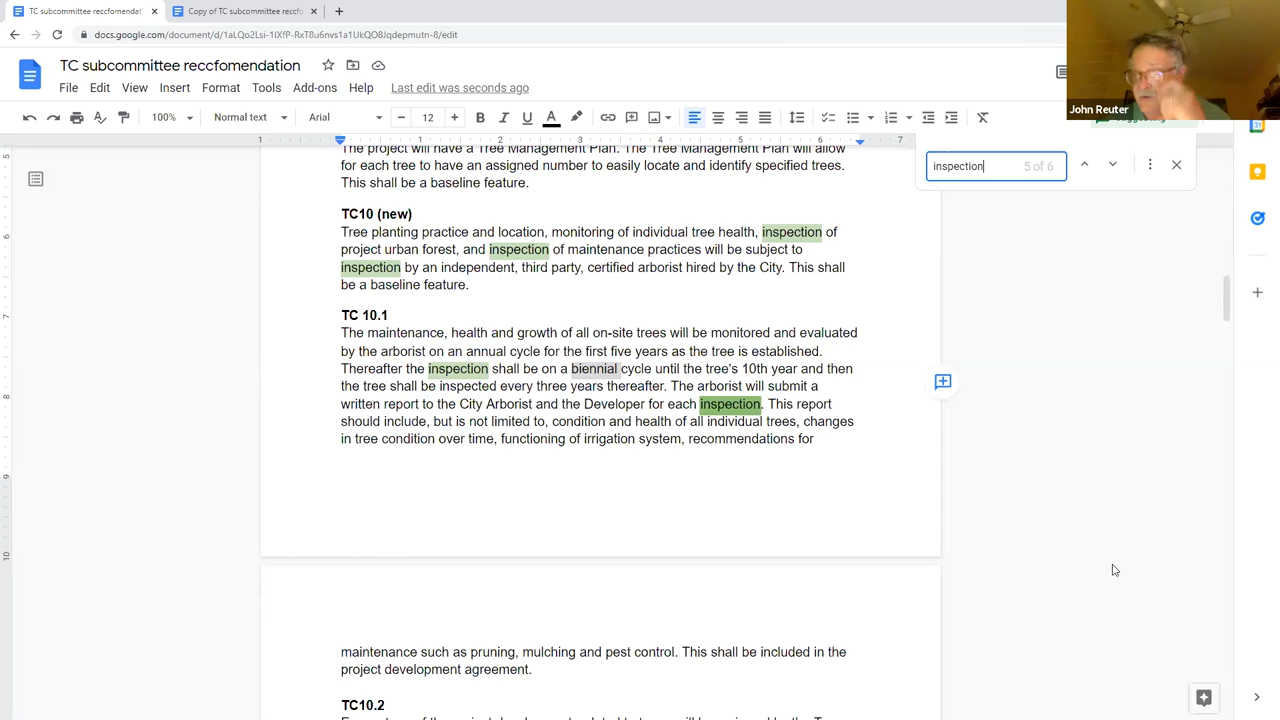 TC subcommittee reccfomendat
Copy of TC subcommittee reccfo
docs.google.com/document/d/1aLQo2Lsi-1IXfP-RxT8u6nvs1a1UkQO8Jqdepmutn-8/edit
TC subcommittee reccfomendation
File Edit View Insert Format Tools Add-ons Help Last edit was seconds ago
John Reuter
100% Normal text Arial 12
1 1 2 3 4 5 6 7
inspection 5 of 6
The project will have a Tree Management Plan. The Tree Management Plan will allow
for each tree to have an assigned number to easily locate and identify specified trees.
This shall be a baseline feature.
TC10 (new)
Tree planting practice and location, monitoring of individual tree health, inspection of
project urban forest, and inspection of maintenance practices will be subject to
inspection by an independent, third party, certified arborist hired by the City. This shall
be a baseline feature.
TC 10.1
The maintenance, health and growth of all on-site trees will be monitored and evaluated
by the arborist on an annual cycle for the first five years as the tree is established.
Thereafter the inspection shall be on a biennial cycle until the tree's 10th year and then
the tree shall be inspected every three years thereafter. The arborist will submit a
written report to the City Arborist and the Developer for each inspection. This report
should include, but is not limited to, condition and health of all individual trees, changes
in tree condition over time, functioning of irrigation system, recommendations for
maintenance such as pruning, mulching and pest control. This shall be included in the
project development agreement.
TC10.2